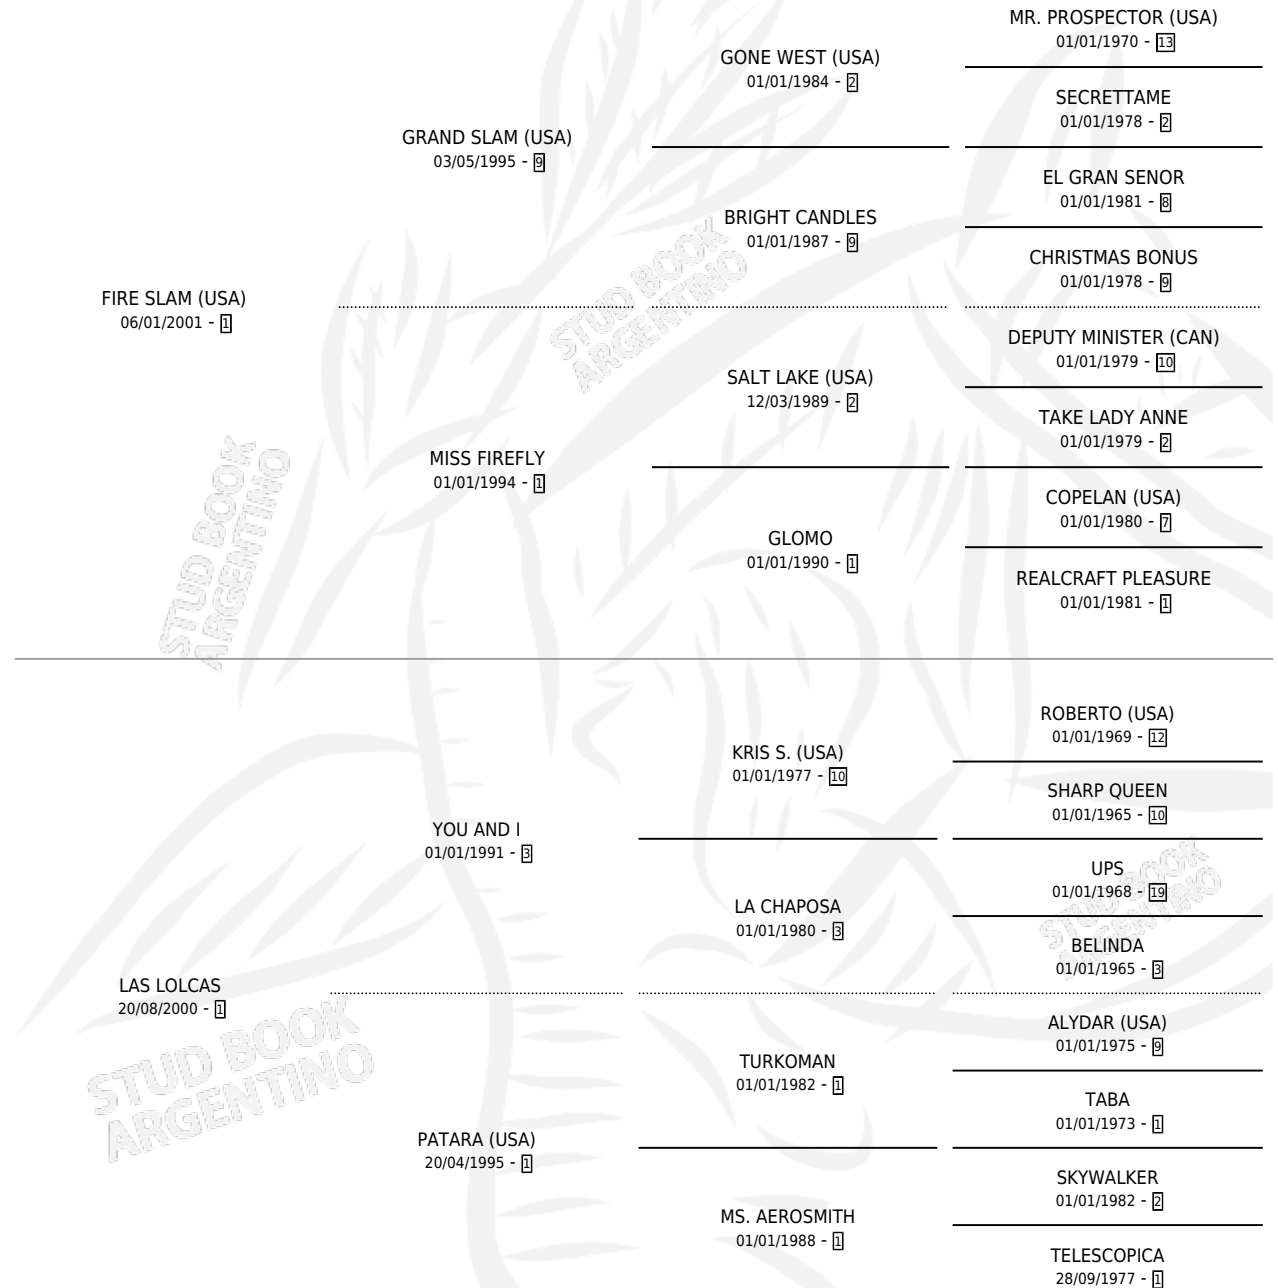 MR. PROSPECTOR (USA)
01/01/1970 - 13
GONE WEST (USA)
01/01/1984 - 2
SECRETTAME
01/01/1978 - 2
GRAND SLAM (USA)
03/05/1995 - 9
EL GRAN SENOR
01/01/1981 - 8
BRIGHT CANDLES
01/01/1987 - 9
CHRISTMAS BONUS
01/01/1978 - 9
FIRE SLAM (USA)
06/01/2001 - 1
DEPUTY MINISTER (CAN)
01/01/1979 - 10
SALT LAKE (USA)
12/03/1989 - 2
TAKE LADY ANNE
01/01/1979 - 2
MISS FIREFLY
01/01/1994 - 1
COPELAN (USA)
01/01/1980 - 7
GLOMO
01/01/1990 - 1
REALCRAFT PLEASURE
01/01/1981 - 1
ROBERTO (USA)
01/01/1969 - 12
KRIS S. (USA)
01/01/1977 - 10
SHARP QUEEN
01/01/1965 - 10
YOU AND I
01/01/1991 - 3
UPS
01/01/1968 - 19
LA CHAPOSA
01/01/1980 - 3
BELINDA
01/01/1965 - 3
LAS LOLCAS
20/08/2000 - 1
ALYDAR (USA)
01/01/1975 - 9
TURKOMAN
01/01/1982 - 1
TABA
01/01/1973 - 1
PATARA (USA)
20/04/1995 - 1
SKYWALKER
01/01/1982 - 2
MS. AEROSMITH
01/01/1988 - 1
TELESCOPICA
28/09/1977 - 1
STUD BOOK
ARGENTINO
STUD BOOK
ARGENTINO
STUD BOOK
ARGENTINO
STUD BOOK
ARGENTINO